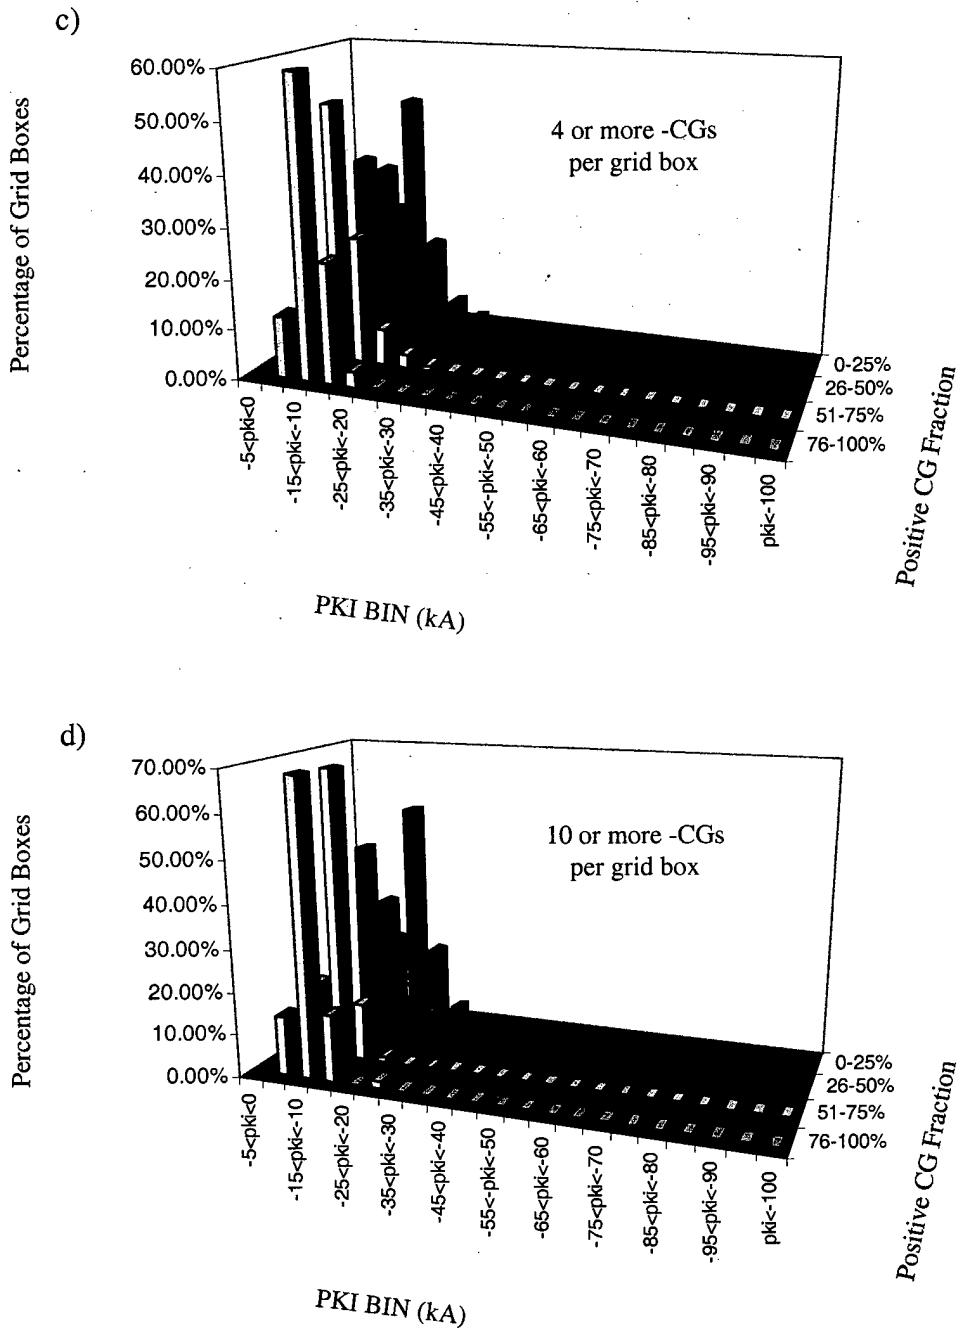 c)
Percentage of Grid Boxes
60.00%
50.00%
40.00%
30.00%
20.00%
10.00%
0.00%
4 or more -CGs
per grid box
0-25%
26-50%
51-75%
76-100%
Positive CG Fraction
-5<pki<0
-15<pki<-10
-25<pki<-20
-35<pki<-30
-45<pki<-40
-55<-pki<-50
-65<pki<-60
-75<pki<-70
-85<pki<-80
-95<pki<-90
pki<-100
PKI BIN (kA)
d)
Percentage of Grid Boxes
70.00%
60.00%
50.00%
40.00%
30.00%
20.00%
10.00%
0.00%
10 or more -CGs
per grid box
0-25%
26-50%
51-75%
76-100%
Positive CG Fraction
-5<pki<0
-15<pki<-10
-25<pki<-20
-35<pki<-30
-45<pki<-40
-55<-pki<-50
-65<pki<-60
-75<pki<-70
-85<pki<-80
-95<pki<-90
pki<-100
PKI BIN (kA)